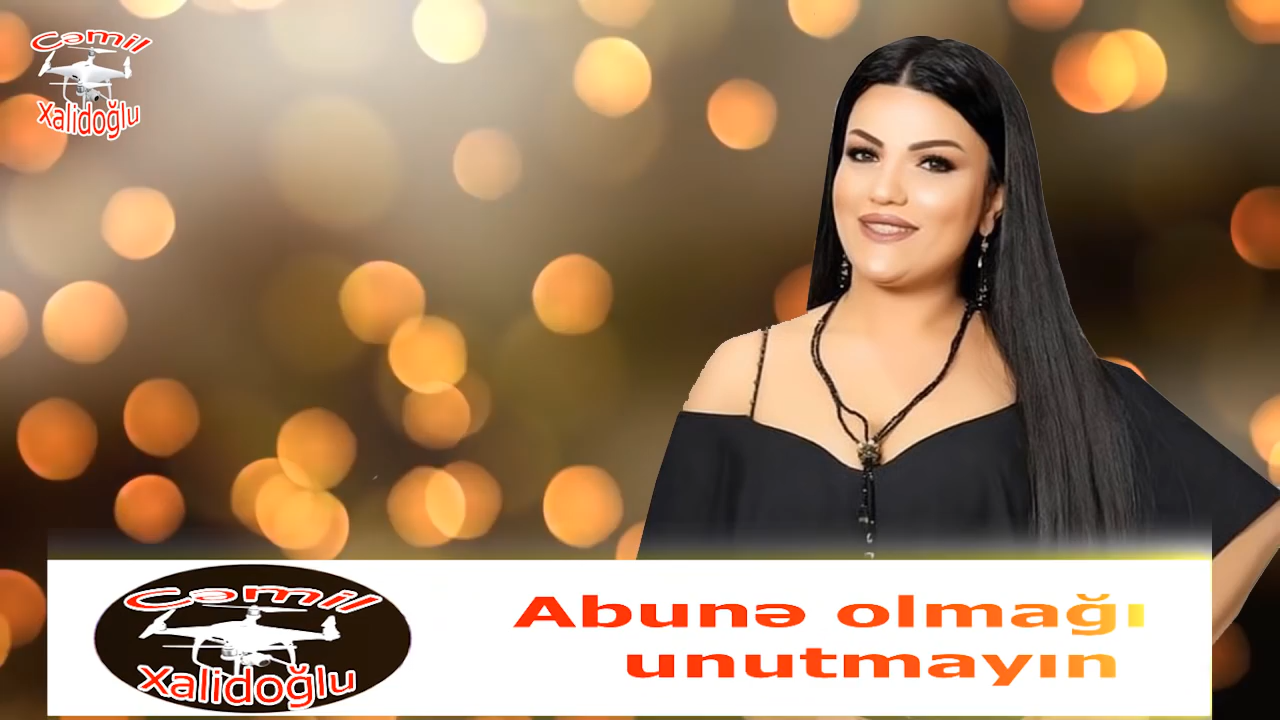 Cəmil
Xalidoğlu
Cəmil
Xalidoğlu
Abunə olmağı
unutmayın